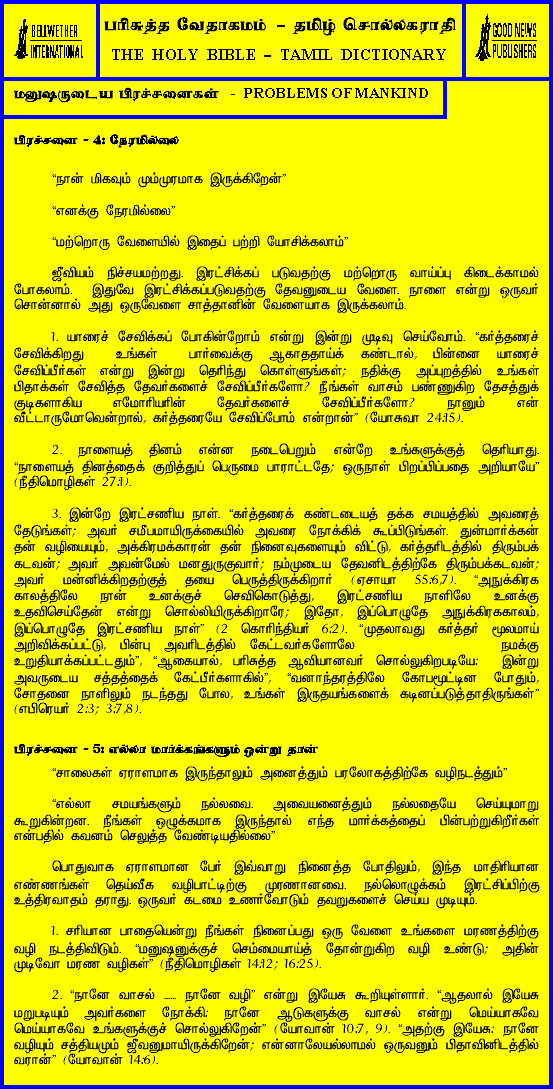 BELLWETHER
INTERNATIONAL
பரிசுத்த வேதாகமம் – தமிழ் சொல்லகராதி
THE HOLY BIBLE – TAMIL DICTIONARY
GOOD NEWS
PUBLISHERS
மனுஷருடைய பிரச்சனைகள் - PROBLEMS OF MANKIND
பிரச்சனை - 4: நேரமில்லை
“நான் மிகவும் மும்முரமாக இருக்கிறேன்”
“எனக்கு நேரமில்லை”
“மற்றொரு வேளையில் இதைப் பற்றி யோசிக்கலாம்”
ஜீவியம் நிச்சயமற்றது. இரட்சிக்கப் படுவதற்கு மற்றொரு வாய்ப்பு கிடைக்காமல்
போகலாம். இதுவே இரட்சிக்கப்படுவதற்கு தேவனுடைய வேளை. நாளை என்று ஒருவர்
சொன்னால் அது ஒருவேளை சாத்தானின் வேளையாக இருக்கலாம்.
1. யாரைச் சேவிக்கப் போகின்றோம் என்று இன்று முடிவு செய்வோம். “கர்த்தரைச்
சேவிக்கிறது உங்கள் பார்வைக்கு ஆகாததாய்க் கண்டால், பின்னை யாரைச்
சேவிப்பீர்கள் என்று இன்று தெரிந்து கொள்ளுங்கள்; நதிக்கு அப்புறத்தில் உங்கள்
பிதாக்கள் சேவித்த தேவர்களைச் சேவிப்பீர்களோ? நீங்கள் வாசம் பண்ணுகிற தேசத்துக்
குடிகளாகிய எமோரியரின் தேவர்களைச் சேவிப்பீர்களோ? நானும் என்
வீட்டாருமோவென்றால், கர்த்தரையே சேவிப்போம் என்றான்” (யோசுவா 24:15).
2. நாளையத் தினம் என்ன நடைபெறும் என்றே உங்களுக்குத் தெரியாது.
“நாளையத் தினத்தைக் குறித்துப் பெருமை பாராட்டதே; ஒருநாள் பிறப்பிப்பதை அறியாயே”
(நீதிமொழிகள் 27:1).
3. இன்றே இரட்சணிய நாள். “கர்த்தரைக் கண்டடையத் தக்க சமயத்தில் அவரைத்
தேடுங்கள்; அவர் சமீபமாயிருக்கையில் அவரை நோக்கிக் கூப்பிடுங்கள். துன்மார்க்கன்
தன் வழியையும், அக்கிரமக்காரன் தன் நினைவுகளையும் விட்டு, கர்த்தரிடத்தில் திரும்பக்
கடவன்; அவர் அவன்மேல் மனதுருகுவார்; நம்முடைய தேவனிடத்திற்கே திரும்பக்கடவன்;
அவர் மன்னிக்கிறதற்குத் தயை பெருத்திருக்கிறார் (ஏசாயா 55:6,7). “அநுக்கிரக
காலத்திலே நான் உனக்குச் செவிகொடுத்து, இரட்சணிய நாளிலே உனக்கு
உதவிசெய்தேன் என்று சொல்லியிருக்கிறாரே; இதோ, இப்பொழுதே அநுக்கிரககாலம்,
இப்பொழுதே இரட்சணிய நாள்” (2 கொரிந்தியர் 6:2). “முதலாவது கர்த்தர் மூலமாய்
அறிவிக்கப்பட்டு, பின்பு அவரிடத்தில் கேட்டவர்களாலே நமக்கு
உறுதியாக்கப்பட்டதும்”, “ஆகையால், பரிசுத்த ஆவியானவர் சொல்லுகிறபடியே: இன்று
அவருடைய சத்தத்தைக் கேட்பீர்களாகில்”, “வனாந்தரத்திலே கோபமூட்டின போதும்,
சோதனை நாளிலும் நடந்தது போல, உங்கள் இருதயங்களைக் கடினப்படுத்தாதிருங்கள்”
(எபிரெயர் 2:3; 3:7,8).
பிரச்சனை - 5: எல்லா மார்க்கங்களும் ஒன்று தான்
“சாலைகள் ஏராளமாக இருந்தாலும் அனைத்தும் பரலோகத்திற்கே வழிநடத்தும்”
“எல்லா சமயங்களும் நல்லவை. அவையனைத்தும் நல்லதையே செய்யுமாறு
கூறுகின்றன. நீங்கள் ஒழுக்கமாக இருந்தால் எந்த மார்க்கத்தைப் பின்பற்றுகிறீர்கள்
என்பதில் கவனம் செலுத்த வேண்டியதில்லை”
பொதுவாக ஏராளமான பேர் இவ்வாறு நினைத்த போதிலும், இந்த மாதிரியான
எண்ணங்கள் தெய்வீக வழிபாட்டிற்கு முரணானவை. நல்லொழுக்கம் இரட்சிப்பிற்கு
உத்திரவாதம் தராது. ஒருவர் கடமை உணர்வோடும் தவறுகளைச் செய்ய முடியும்.
1. சரியான பாதையென்று நீங்கள் நினைப்பது ஒரு வேளை உங்களை மரணத்திற்கு
வழி நடத்திவிடும். “மனுஷனுக்குச் செம்மையாய்த் தோன்றுகிற வழி உண்டு; அதின்
முடிவோ மரண வழிகள்” (நீதிமொழிகள் 14:12; 16:25).
2. “நானே வாசல் ...... நானே வழி” என்று இயேசு கூறியுள்ளார். “ஆதலால் இயேசு
மறுபடியும் அவர்களை நோக்கி: நானே ஆடுகளுக்கு வாசல் என்று மெய்யாகவே
மெய்யாகவே உங்களுக்குச் சொல்லுகிறேன்” (யோவான் 10:7, 9). “அதற்கு இயேசு: நானே
வழியும் சத்தியமும் ஜீவனுமாயிருக்கிறேன்; என்னாலேயல்லாமல் ஒருவனும் பிதாவினிடத்தில்
வரான்” (யோவான் 14:6).